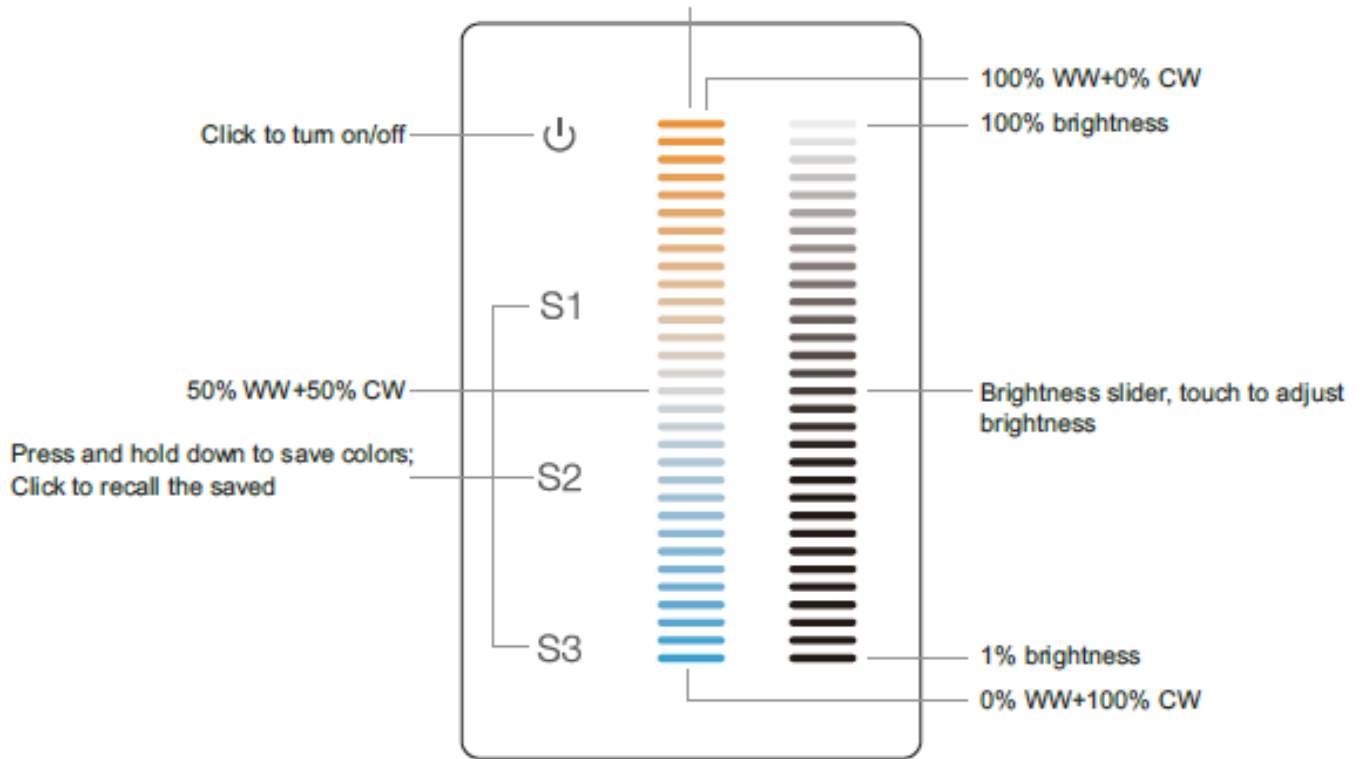 100% WW+0% CW
Click to turn on/off
100% brightness
S1
50% WW+50% CW
Brightness slider, touch to adjust
brightness
Press and hold down to save colors;
Click to recall the saved
S2
S3
1% brightness
0% WW+100% CW